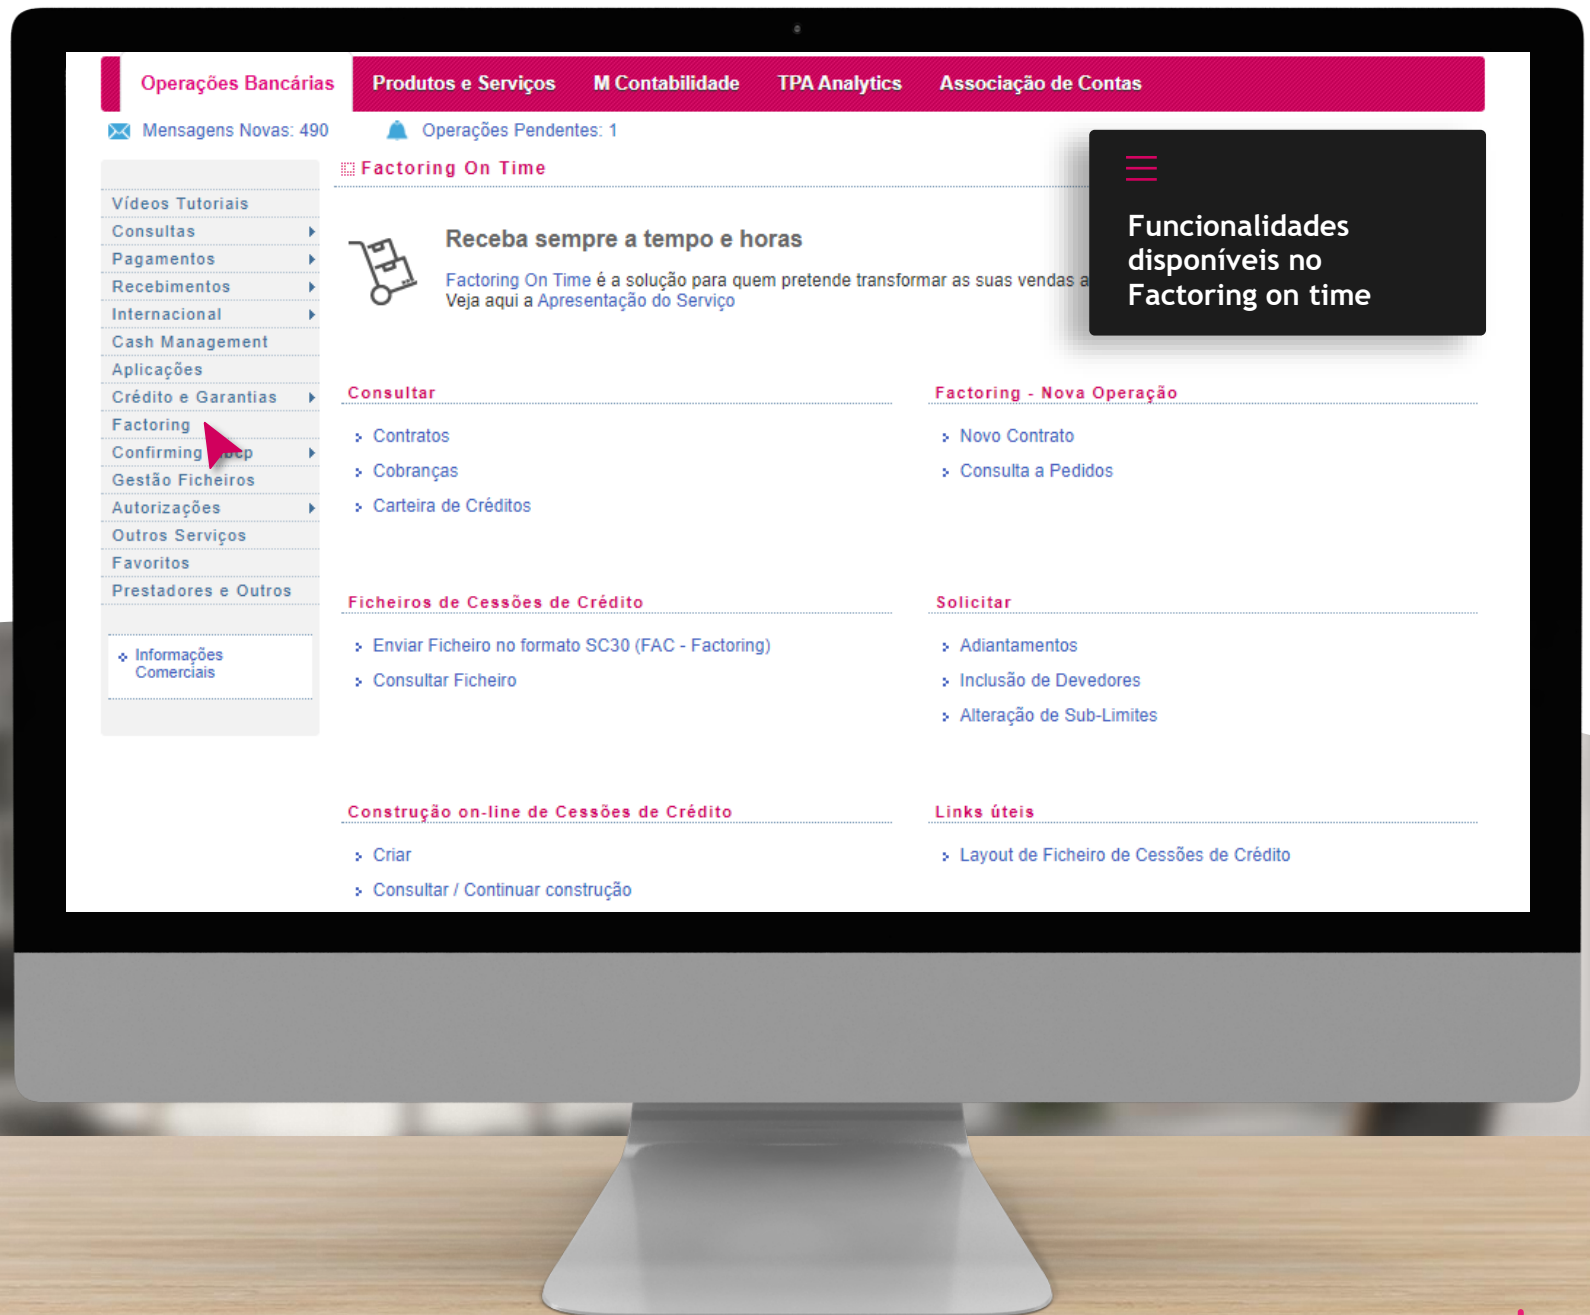 Operações Bancárias
Produtos e Serviços
M Contabilidade
TPA Analytics
Associação de Contas
Mensagens Novas: 490
Operações Pendentes: 1
Factoring On Time
Vídeos Tutoriais
Consultas
Pagamentos
Recebimentos
Internacional
Cash Management
Aplicações
Crédito e Garantias
Factoring
Confirming
Gestão Ficheiros
Autorizações
Outros Serviços
Favoritos
Prestadores e Outros
Informações
Comerciais
Receba sempre a tempo e horas
Factoring On Time é a solução para quem pretende transformar as suas vendas a
Veja aqui a Apresentação do Serviço
Funcionalidades
disponíveis no
Factoring on time
Consultar
Contratos
Cobranças
Carteira de Créditos
Factoring - Nova Operação
Novo Contrato
Consulta a Pedidos
Ficheiros de Cessões de Crédito
Enviar Ficheiro no formato SC30 (FAC - Factoring)
Consultar Ficheiro
Solicitar
Adiantamentos
Inclusão de Devedores
Alteração de Sub-Limites
Construção on-line de Cessões de Crédito
Criar
Consultar / Continuar construção
Links úteis
Layout de Ficheiro de Cessões de Crédito